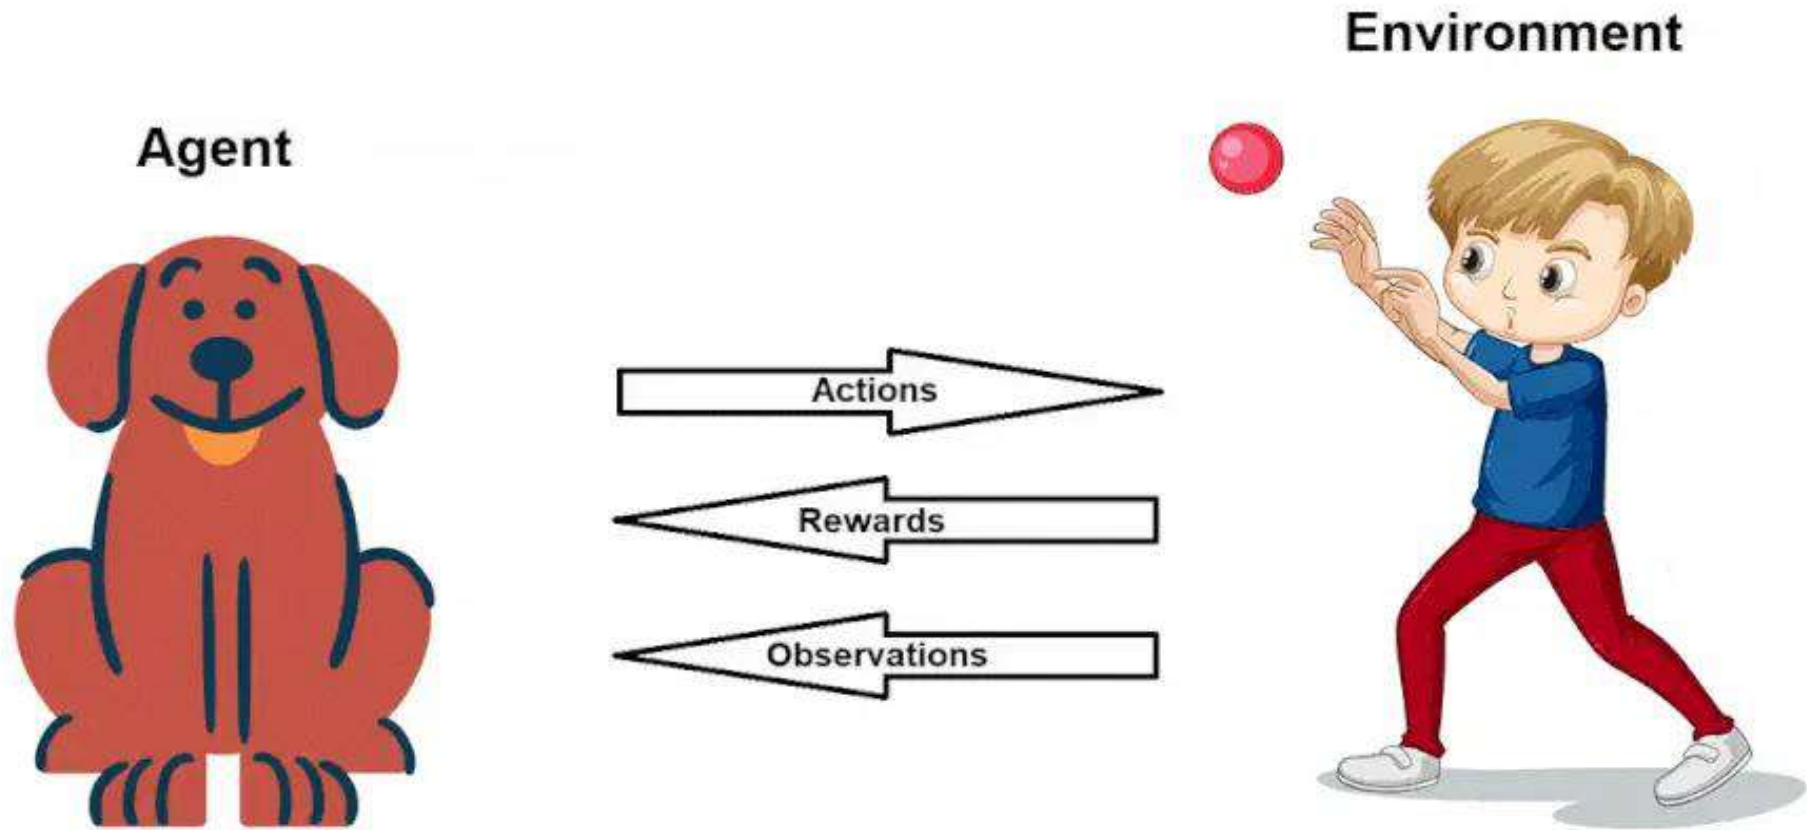 Environment
Agent
Actions
Rewards
Observations